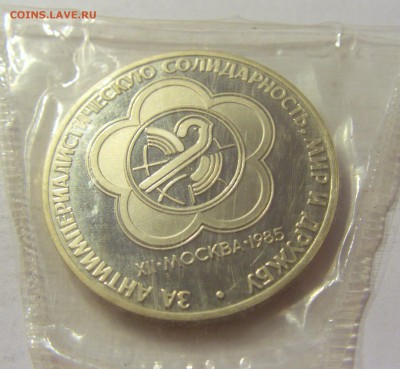 COINS.LAVE.RU
ЗА АНТИИМПЕРИАЛИСТИЧЕСКУЮ СОЛИДАРНОСТЬ, МИР И ДРУЖБУ •
XII · МОСКВА · 1985